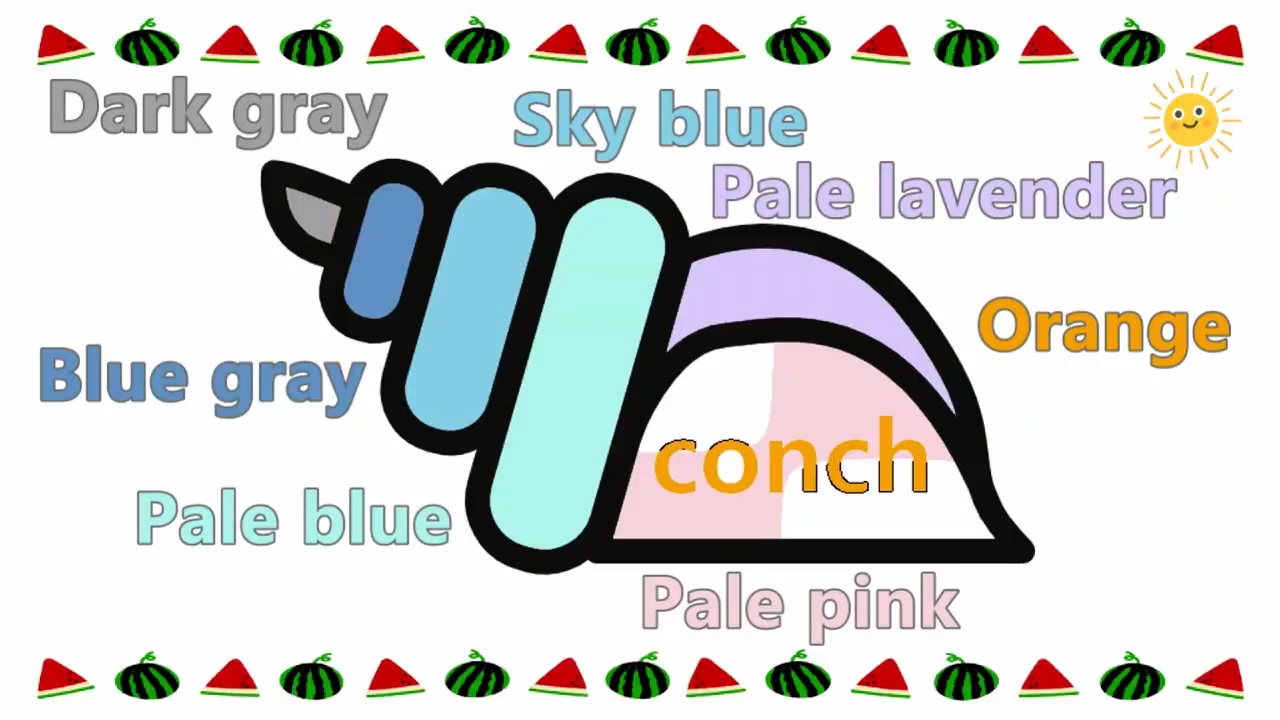 Dark gray
Sky blue
Pale lavender
Orange
Blue gray
conch
Pale blue
Pale pink